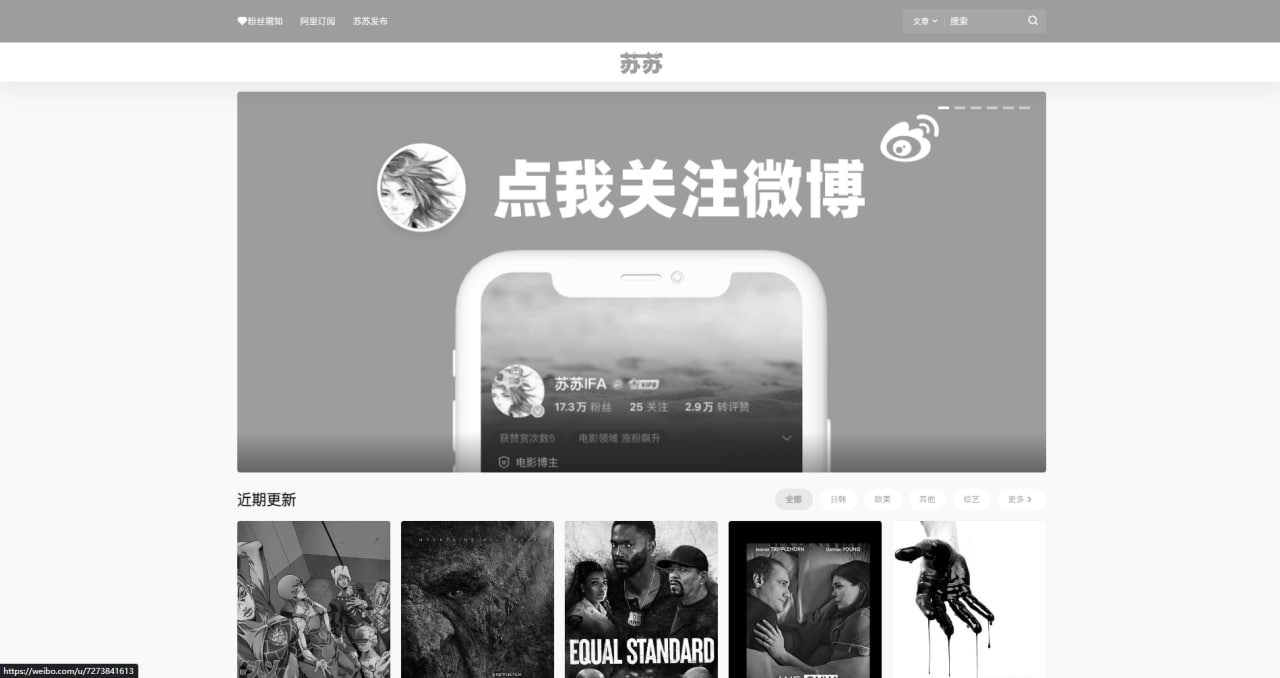 粉丝需知 阿里订阅 苏苏发布 文章 搜索
苏苏
点我关注微博
苏苏IFA
17.3万 粉丝 25 关注 2.9万 转评赞
获赞赏次数5 电影领域 涨粉飙升
电影博主
近期更新 全部 日韩 欧美 其他 综艺 更多
Jeanne TRIPPLEHORN Damian YOUNG
EQUAL STANDARD
https://weibo.com/u/7273841613